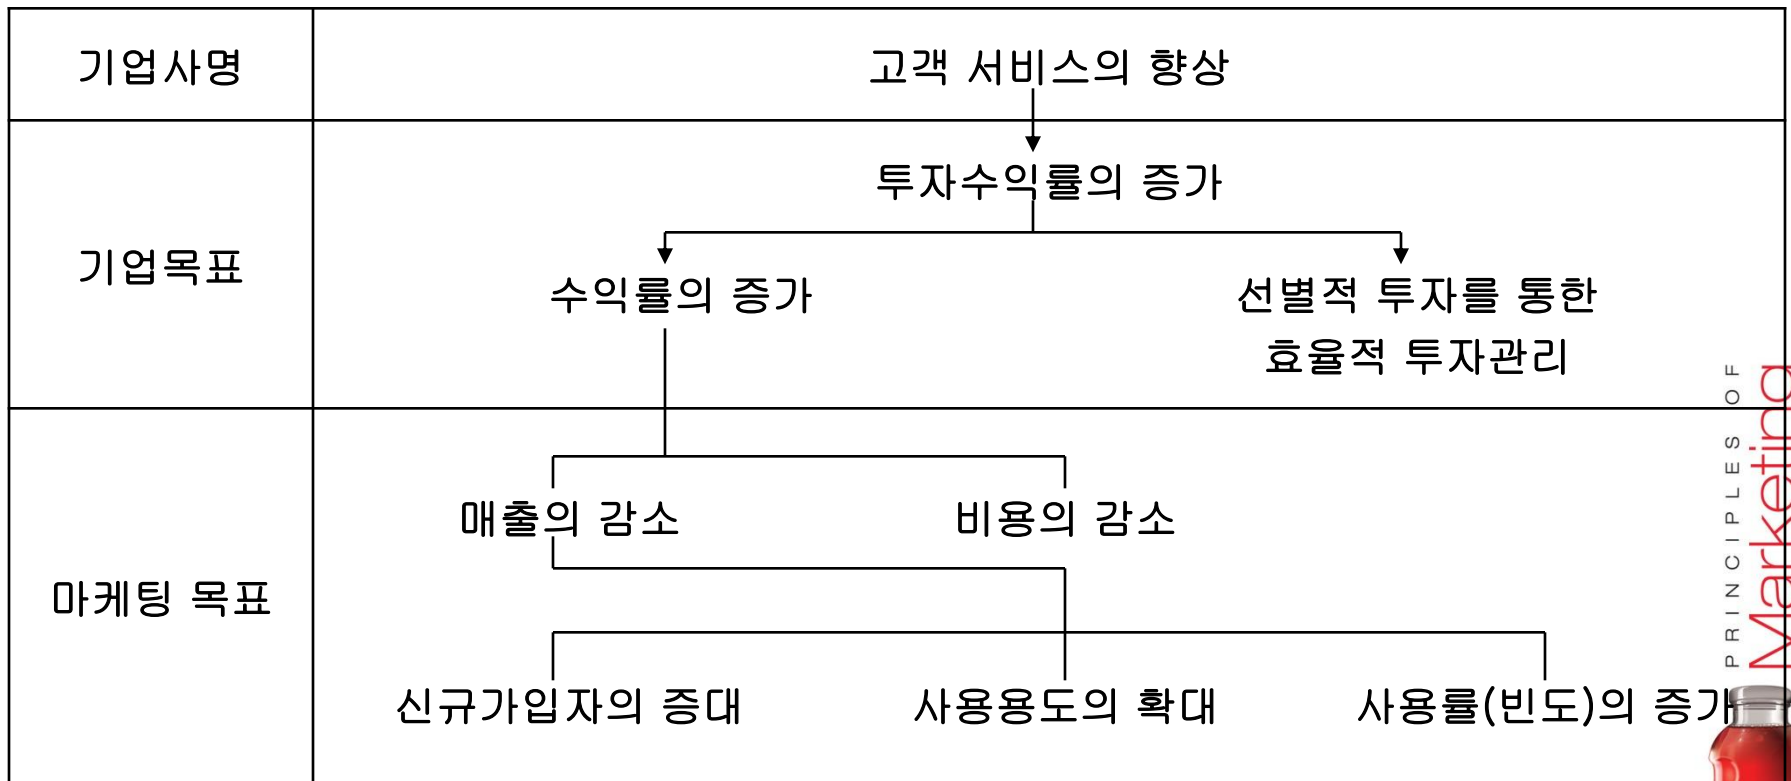 기업사명
고객 서비스의 향상
기업목표
투자수익률의 증가
수익률의 증가
선별적 투자를 통한
효율적 투자관리
마케팅 목표
매출의 감소
비용의 감소
신규가입자의 증대
사용용도의 확대
사용률(빈도)의 증가
PRINCIPLES OF
Marketing